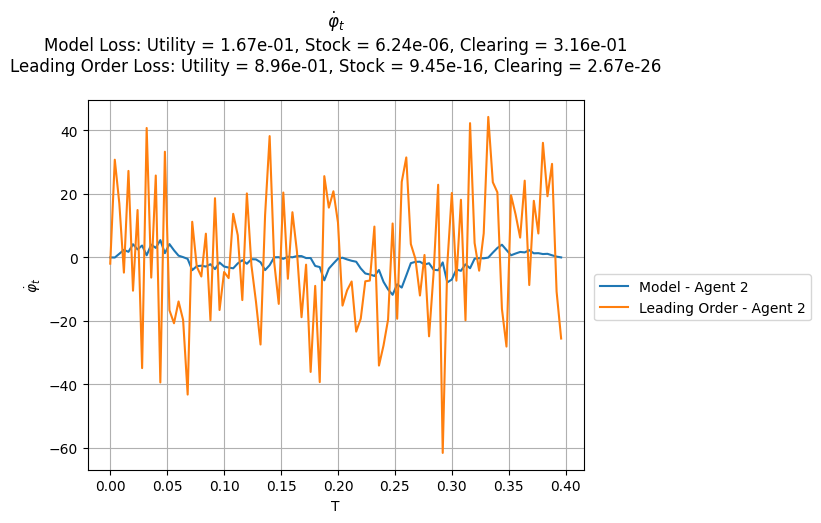 φ̇ₜ
Model Loss: Utility = 1.67e-01, Stock = 6.24e-06, Clearing = 3.16e-01
Leading Order Loss: Utility = 8.96e-01, Stock = 9.45e-16, Clearing = 2.67e-26
φ̇ₜ
40
20
0
−20
−40
−60
0.00 0.05 0.10 0.15 0.20 0.25 0.30 0.35 0.40
T
Model - Agent 2
Leading Order - Agent 2